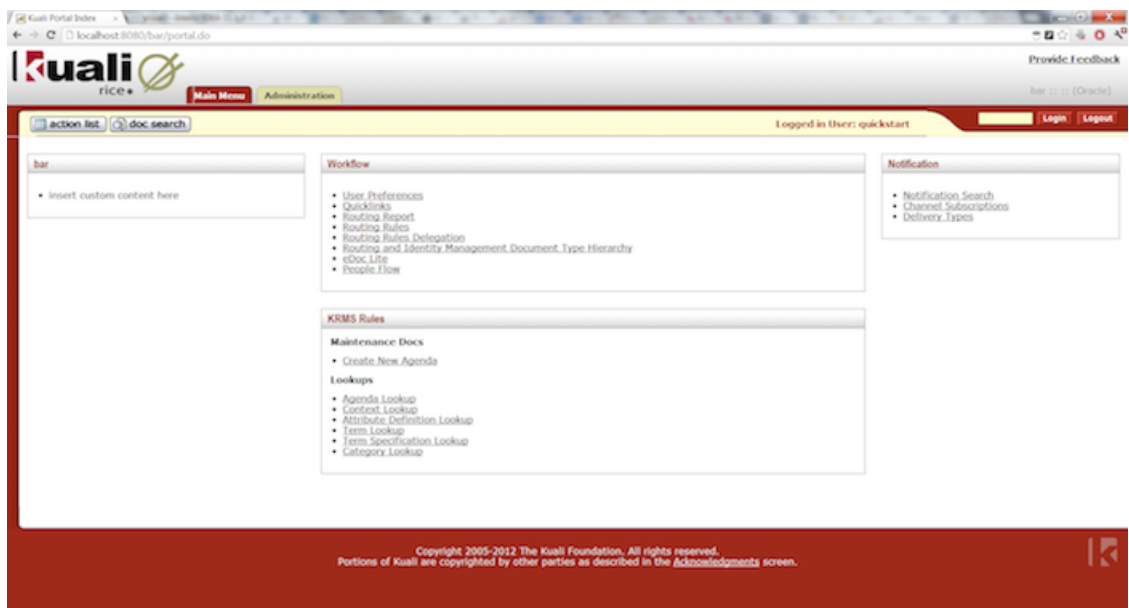 Kuali Portal Index
localhost:8080/bar/portal.do
Kuali
rice
Provide Feedback
Main Menu
Administration
bar :: :: (Oracle)
action list
doc search
Logged in User: quickstart
Login
Logout
bar
insert custom content here
Workflow
User Preferences
Quicklinks
Routing Report
Routing Rules
Routing Rules Delegation
Routing and Identity Management Document Type Hierarchy
eDoc Lite
People Flow
KRMS Rules
Maintenance Docs
Create New Agenda
Lookups
Agenda Lookup
Context Lookup
Attribute Definition Lookup
Term Lookup
Term Specification Lookup
Category Lookup
Notification
Notification Search
Channel Subscriptions
Delivery Types
Copyright 2005-2012 The Kuali Foundation. All rights reserved.
Portions of Kuali are copyrighted by other parties as described in the Acknowledgments screen.